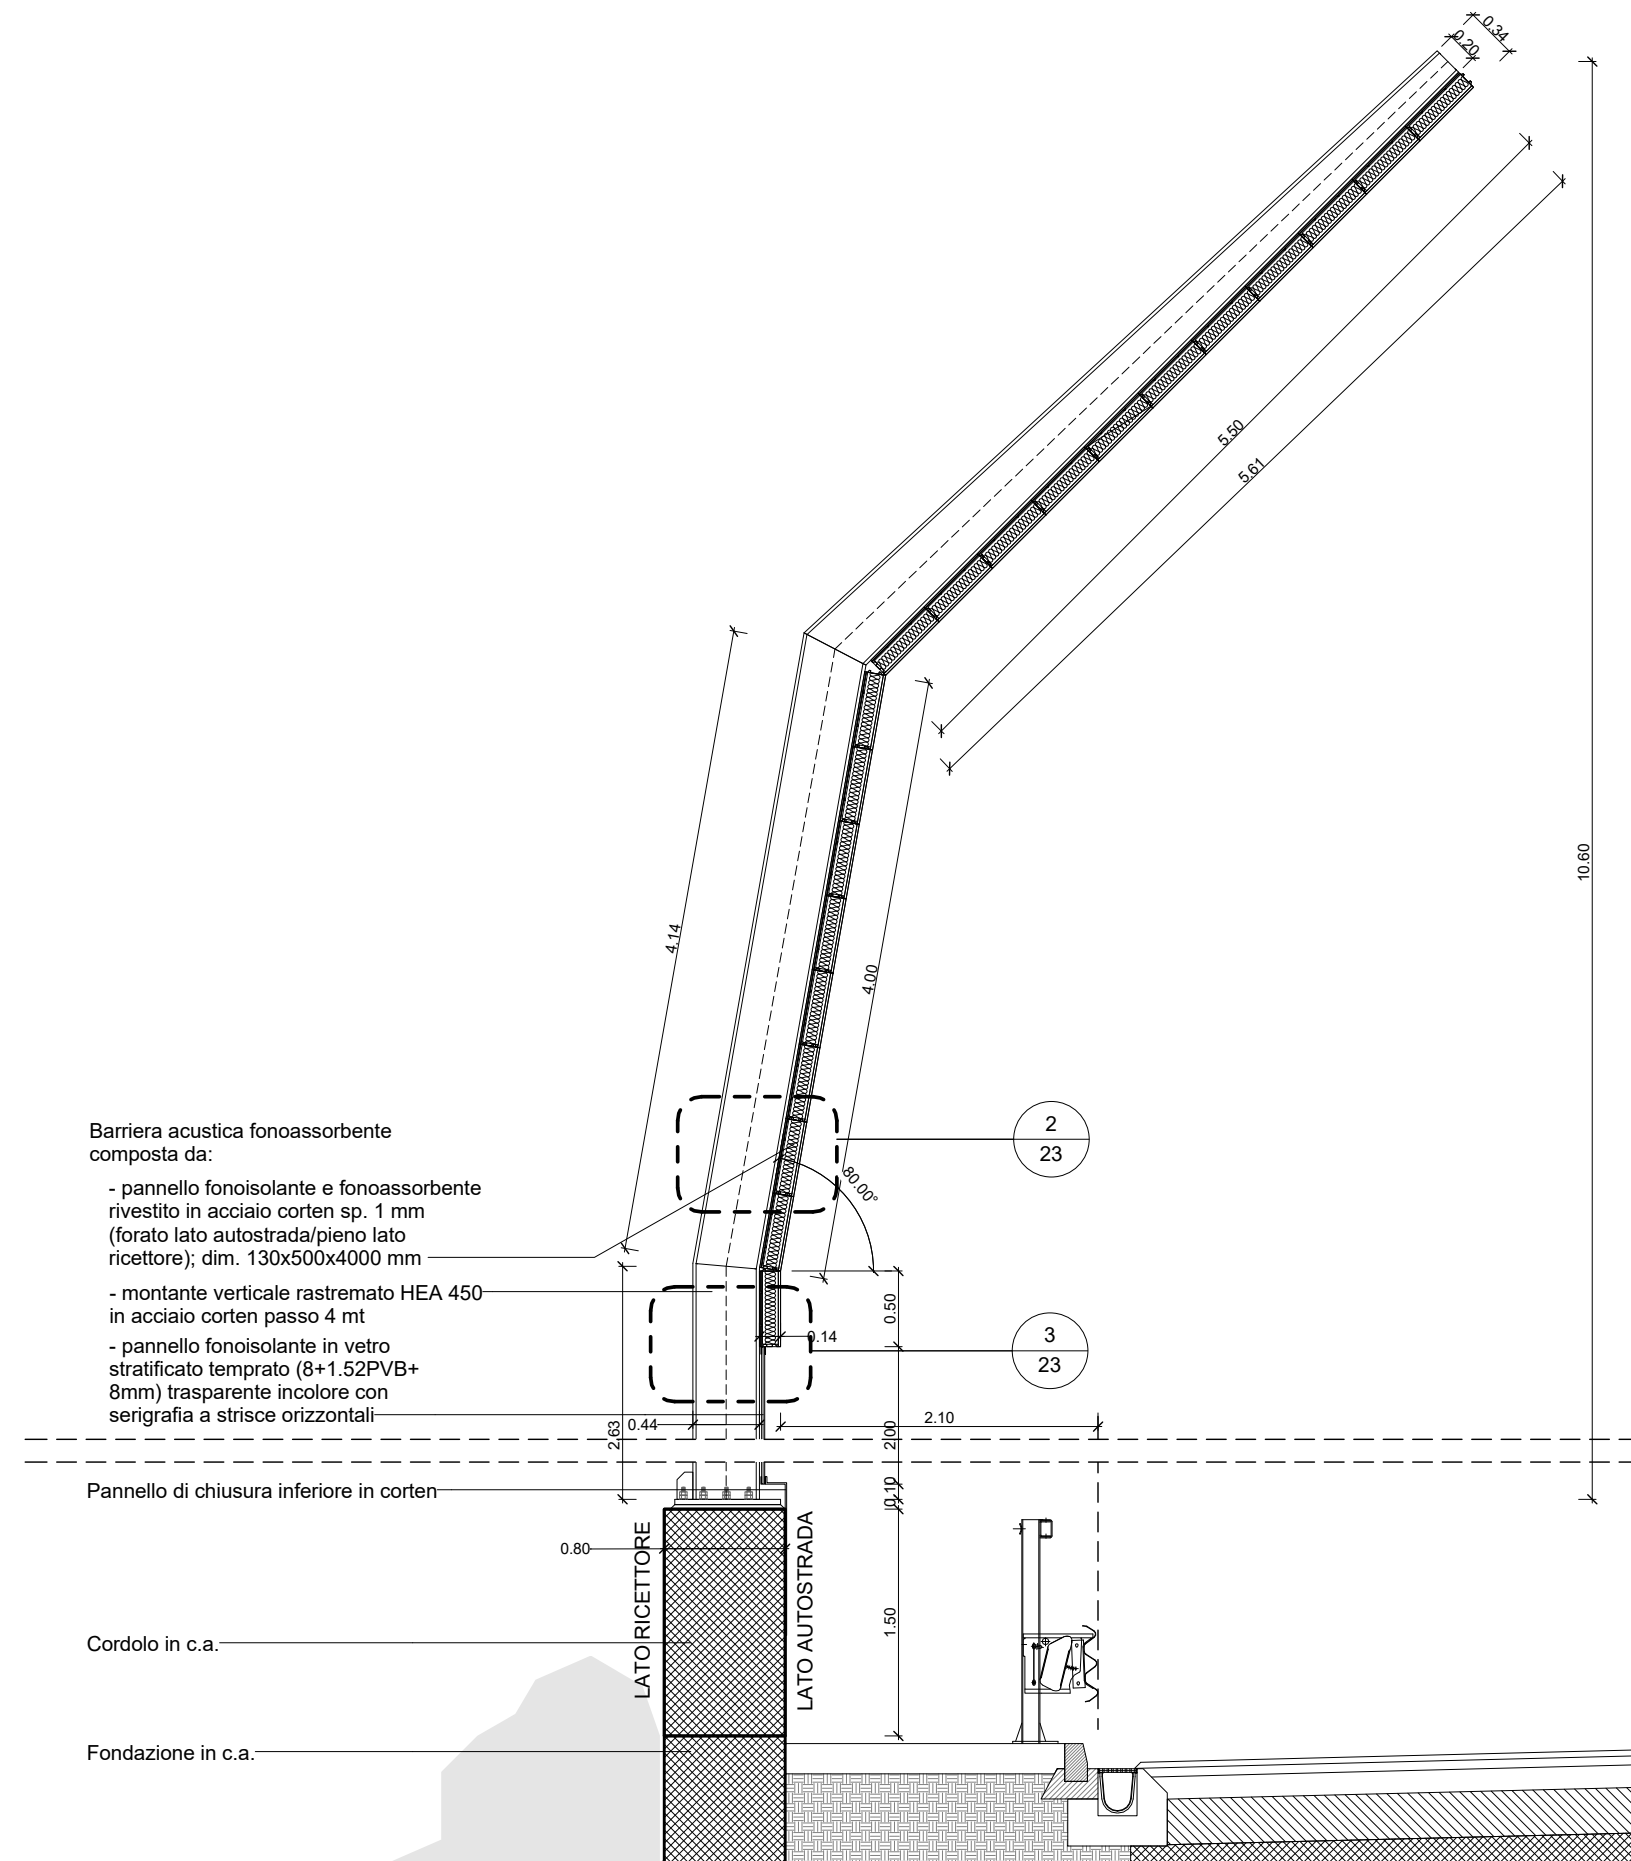 0.34
0.20
5.50
5.61
10.60
4.14
4.00
Barriera acustica fonoassorbente
composta da:
- pannello fonoisolante e fonoassorbente
rivestito in acciaio corten sp. 1 mm
(forato lato autostrada/pieno lato
ricettore); dim. 130x500x4000 mm
- montante verticale rastremato HEA 450
in acciaio corten passo 4 mt
- pannello fonoisolante in vetro
stratificato temprato (8+1.52PVB+
8mm) trasparente incolore con
serigrafia a strisce orizzontali
2
23
80.00°
0.50
0.14
3
23
2.63
0.44
2.10
2.00
0.10
Pannello di chiusura inferiore in corten
0.80
LATO RICETTORE
LATO AUTOSTRADA
1.50
Cordolo in c.a.
Fondazione in c.a.